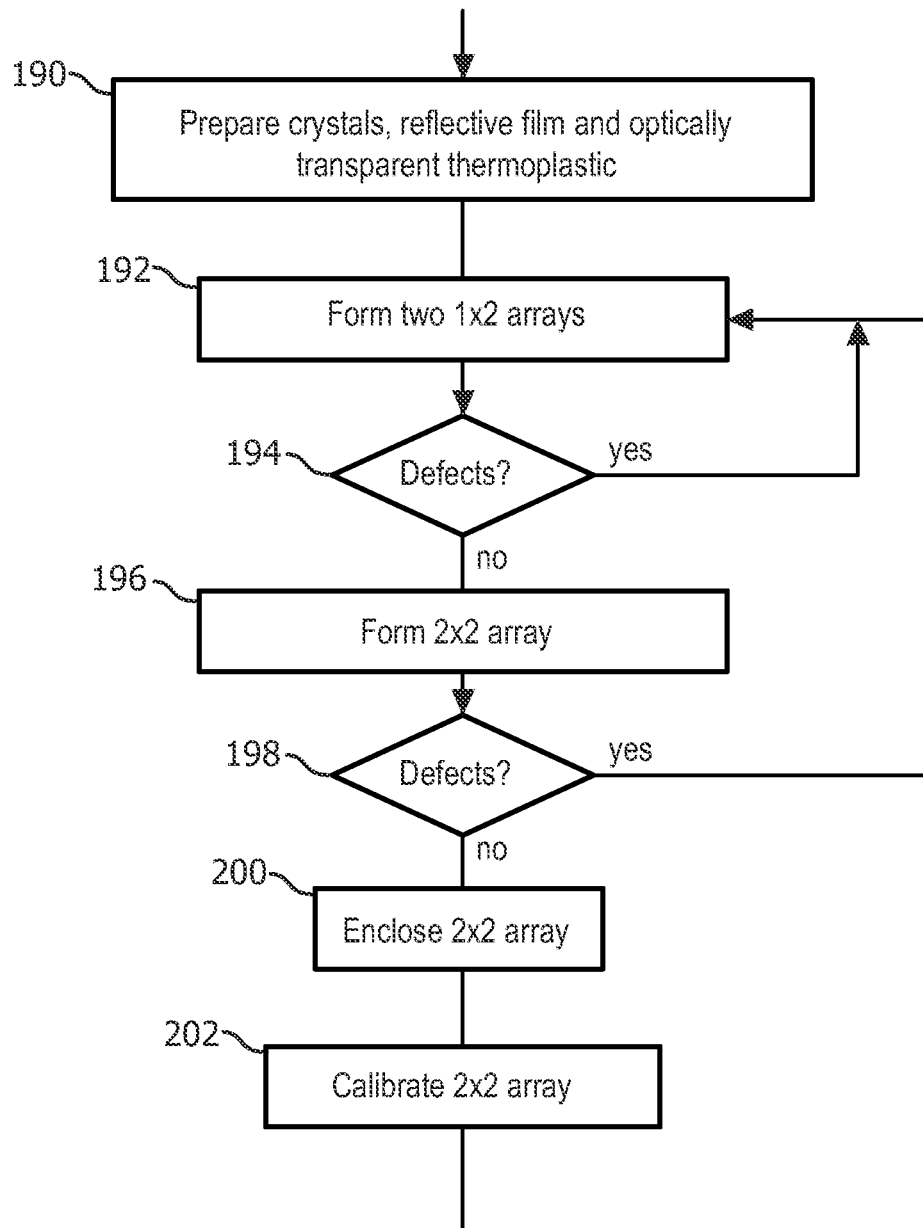 190
Prepare crystals, reflective film and optically
transparent thermoplastic
192
Form two 1x2 arrays
194
Defects?
yes
no
196
Form 2x2 array
198
Defects?
yes
no
200
Enclose 2x2 array
202
Calibrate 2x2 array